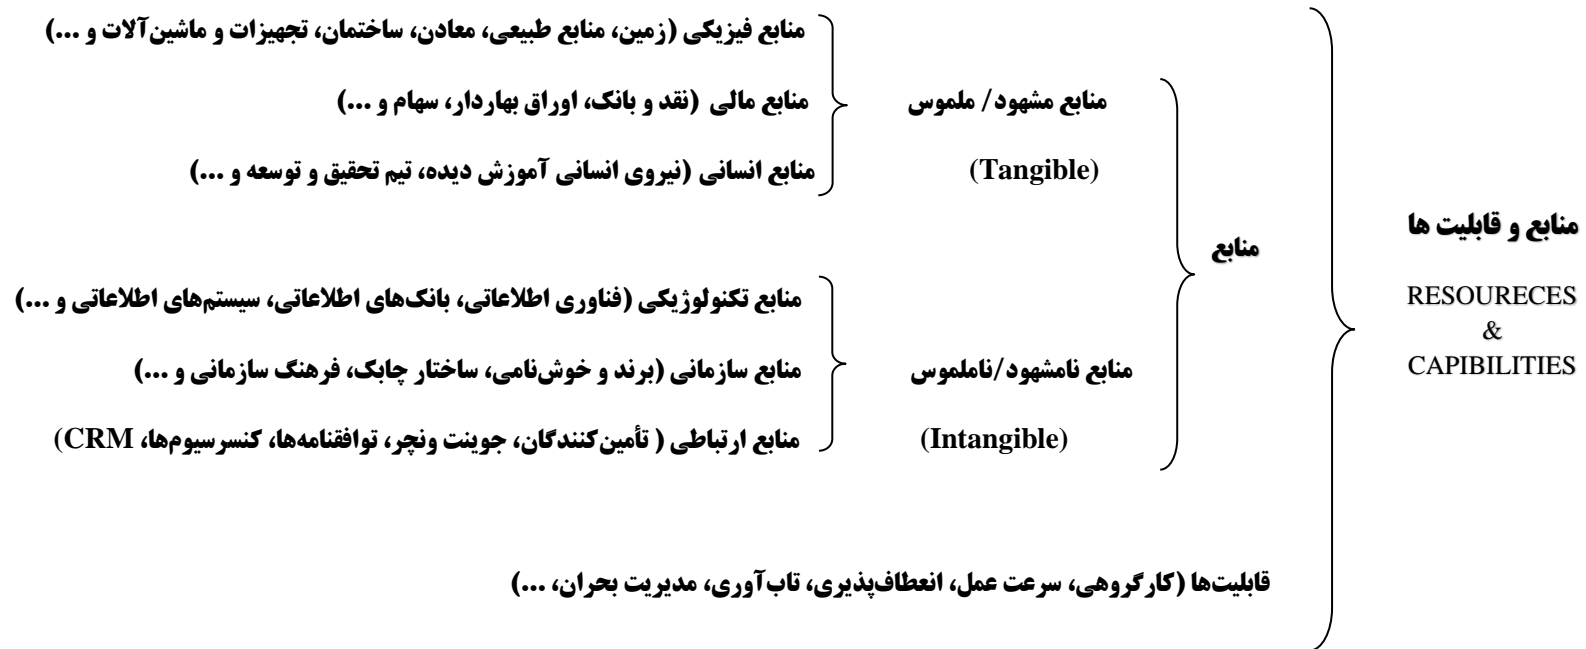 منابع فیزیکی (زمین، منابع طبیعی، معادن، ساختمان، تجهیزات و ماشین‌آلات و ...)
منابع مشهود/ ملموس
منابع مالی (نقد و بانک، اوراق بهاردار، سهام و ...)
(Tangible)
منابع انسانی (نیروی انسانی آموزش دیده، تیم تحقیق و توسعه و ...)
منابع و قابلیت ها
منابع
RESOURECES
&
CAPIBILITIES
منابع تکنولوژیکی (فناوری اطلاعاتی، بانک‌های اطلاعاتی، سیستم‌های اطلاعاتی و ...)
منابع نامشهود/ناملموس
منابع سازمانی (برند و خوش‌نامی، ساختار چابک، فرهنگ سازمانی و ...)
(Intangible)
منابع ارتباطی ( تأمین‌کنندگان، جوینت ونچر، توافقنامه‌ها، کنسرسیوم‌ها، CRM)
قابلیت‌ها (کارگروهی، سرعت عمل، انعطاف‌پذیری، تاب‌آوری، مدیریت بحران، ...)